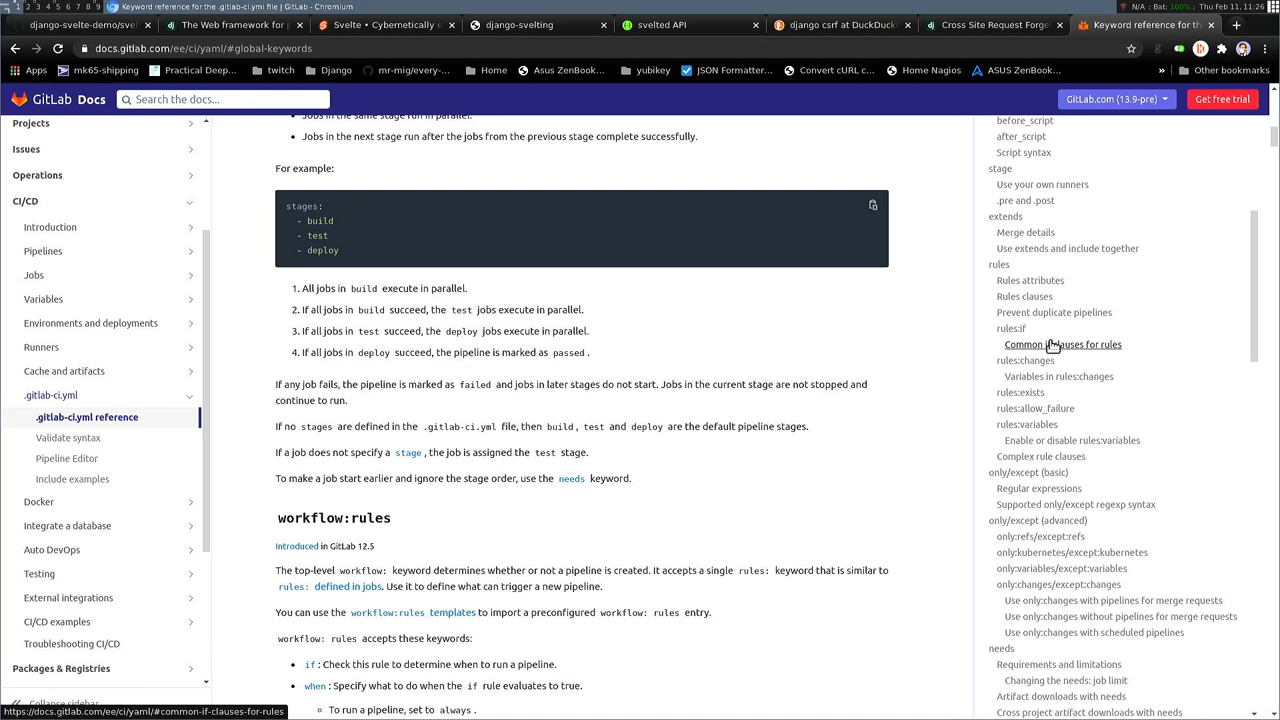 1 2 3 4 5 6 7 8 9 Keyword reference for the .gitlab-ci.yml file | GitLab - Chromium
N/A | Bat: 100% | Thu Feb 11, 11:26
django-svelte-demo/svel
The Web framework for p
Svelte • Cybernetically e
django-svelting
svelted API
django csrf at DuckDuck
Cross Site Request Forge
Keyword reference for th
docs.gitlab.com/ee/ci/yaml/#global-keywords
Apps
mk65-shipping
Practical Deep...
twitch
Django
mr-mig/every-...
Home
Asus ZenBook...
yubikey
JSON Formatter...
Convert cURL c...
Home Nagios
ASUS ZenBook...
»
Other bookmarks
GitLab Docs
Search the docs...
GitLab.com (13.9-pre)
Get free trial
Projects
Issues
Operations
CI/CD
Introduction
Pipelines
Jobs
Variables
Environments and deployments
Runners
Cache and artifacts
.gitlab-ci.yml
.gitlab-ci.yml reference
Validate syntax
Pipeline Editor
Include examples
Docker
Integrate a database
Auto DevOps
Testing
External integrations
CI/CD examples
Troubleshooting CI/CD
Packages & Registries
Collapse sidebar
https://docs.gitlab.com/ee/ci/yaml/#common-if-clauses-for-rules
• Jobs in the same stage run in parallel.
• Jobs in the next stage run after the jobs from the previous stage complete successfully.
For example:
stages:
- build
- test
- deploy
1. All jobs in build execute in parallel.
2. If all jobs in build succeed, the test jobs execute in parallel.
3. If all jobs in test succeed, the deploy jobs execute in parallel.
4. If all jobs in deploy succeed, the pipeline is marked as passed.
If any job fails, the pipeline is marked as failed and jobs in later stages do not start. Jobs in the current stage are not stopped and
continue to run.
If no stages are defined in the .gitlab-ci.yml file, then build, test and deploy are the default pipeline stages.
If a job does not specify a stage, the job is assigned the test stage.
To make a job start earlier and ignore the stage order, use the needs keyword.
workflow:rules
Introduced in GitLab 12.5
The top-level workflow: keyword determines whether or not a pipeline is created. It accepts a single rules: keyword that is similar to
rules: defined in jobs. Use it to define what can trigger a new pipeline.
You can use the workflow:rules templates to import a preconfigured workflow: rules entry.
workflow: rules accepts these keywords:
• if: Check this rule to determine when to run a pipeline.
• when: Specify what to do when the if rule evaluates to true.
To run a pipeline, set to always.
before_script
after_script
Script syntax
stage
Use your own runners
.pre and .post
extends
Merge details
Use extends and include together
rules
Rules attributes
Rules clauses
Prevent duplicate pipelines
rules:if
Common if clauses for rules
rules:changes
Variables in rules:changes
rules:exists
rules:allow_failure
rules:variables
Enable or disable rules:variables
Complex rule clauses
only/except (basic)
Regular expressions
Supported only/except regexp syntax
only/except (advanced)
only:refs/except:refs
only:kubernetes/except:kubernetes
only:variables/except:variables
only:changes/except:changes
Use only:changes with pipelines for merge requests
Use only:changes without pipelines for merge requests
Use only:changes with scheduled pipelines
needs
Requirements and limitations
Changing the needs: job limit
Artifact downloads with needs
Cross project artifact downloads with needs